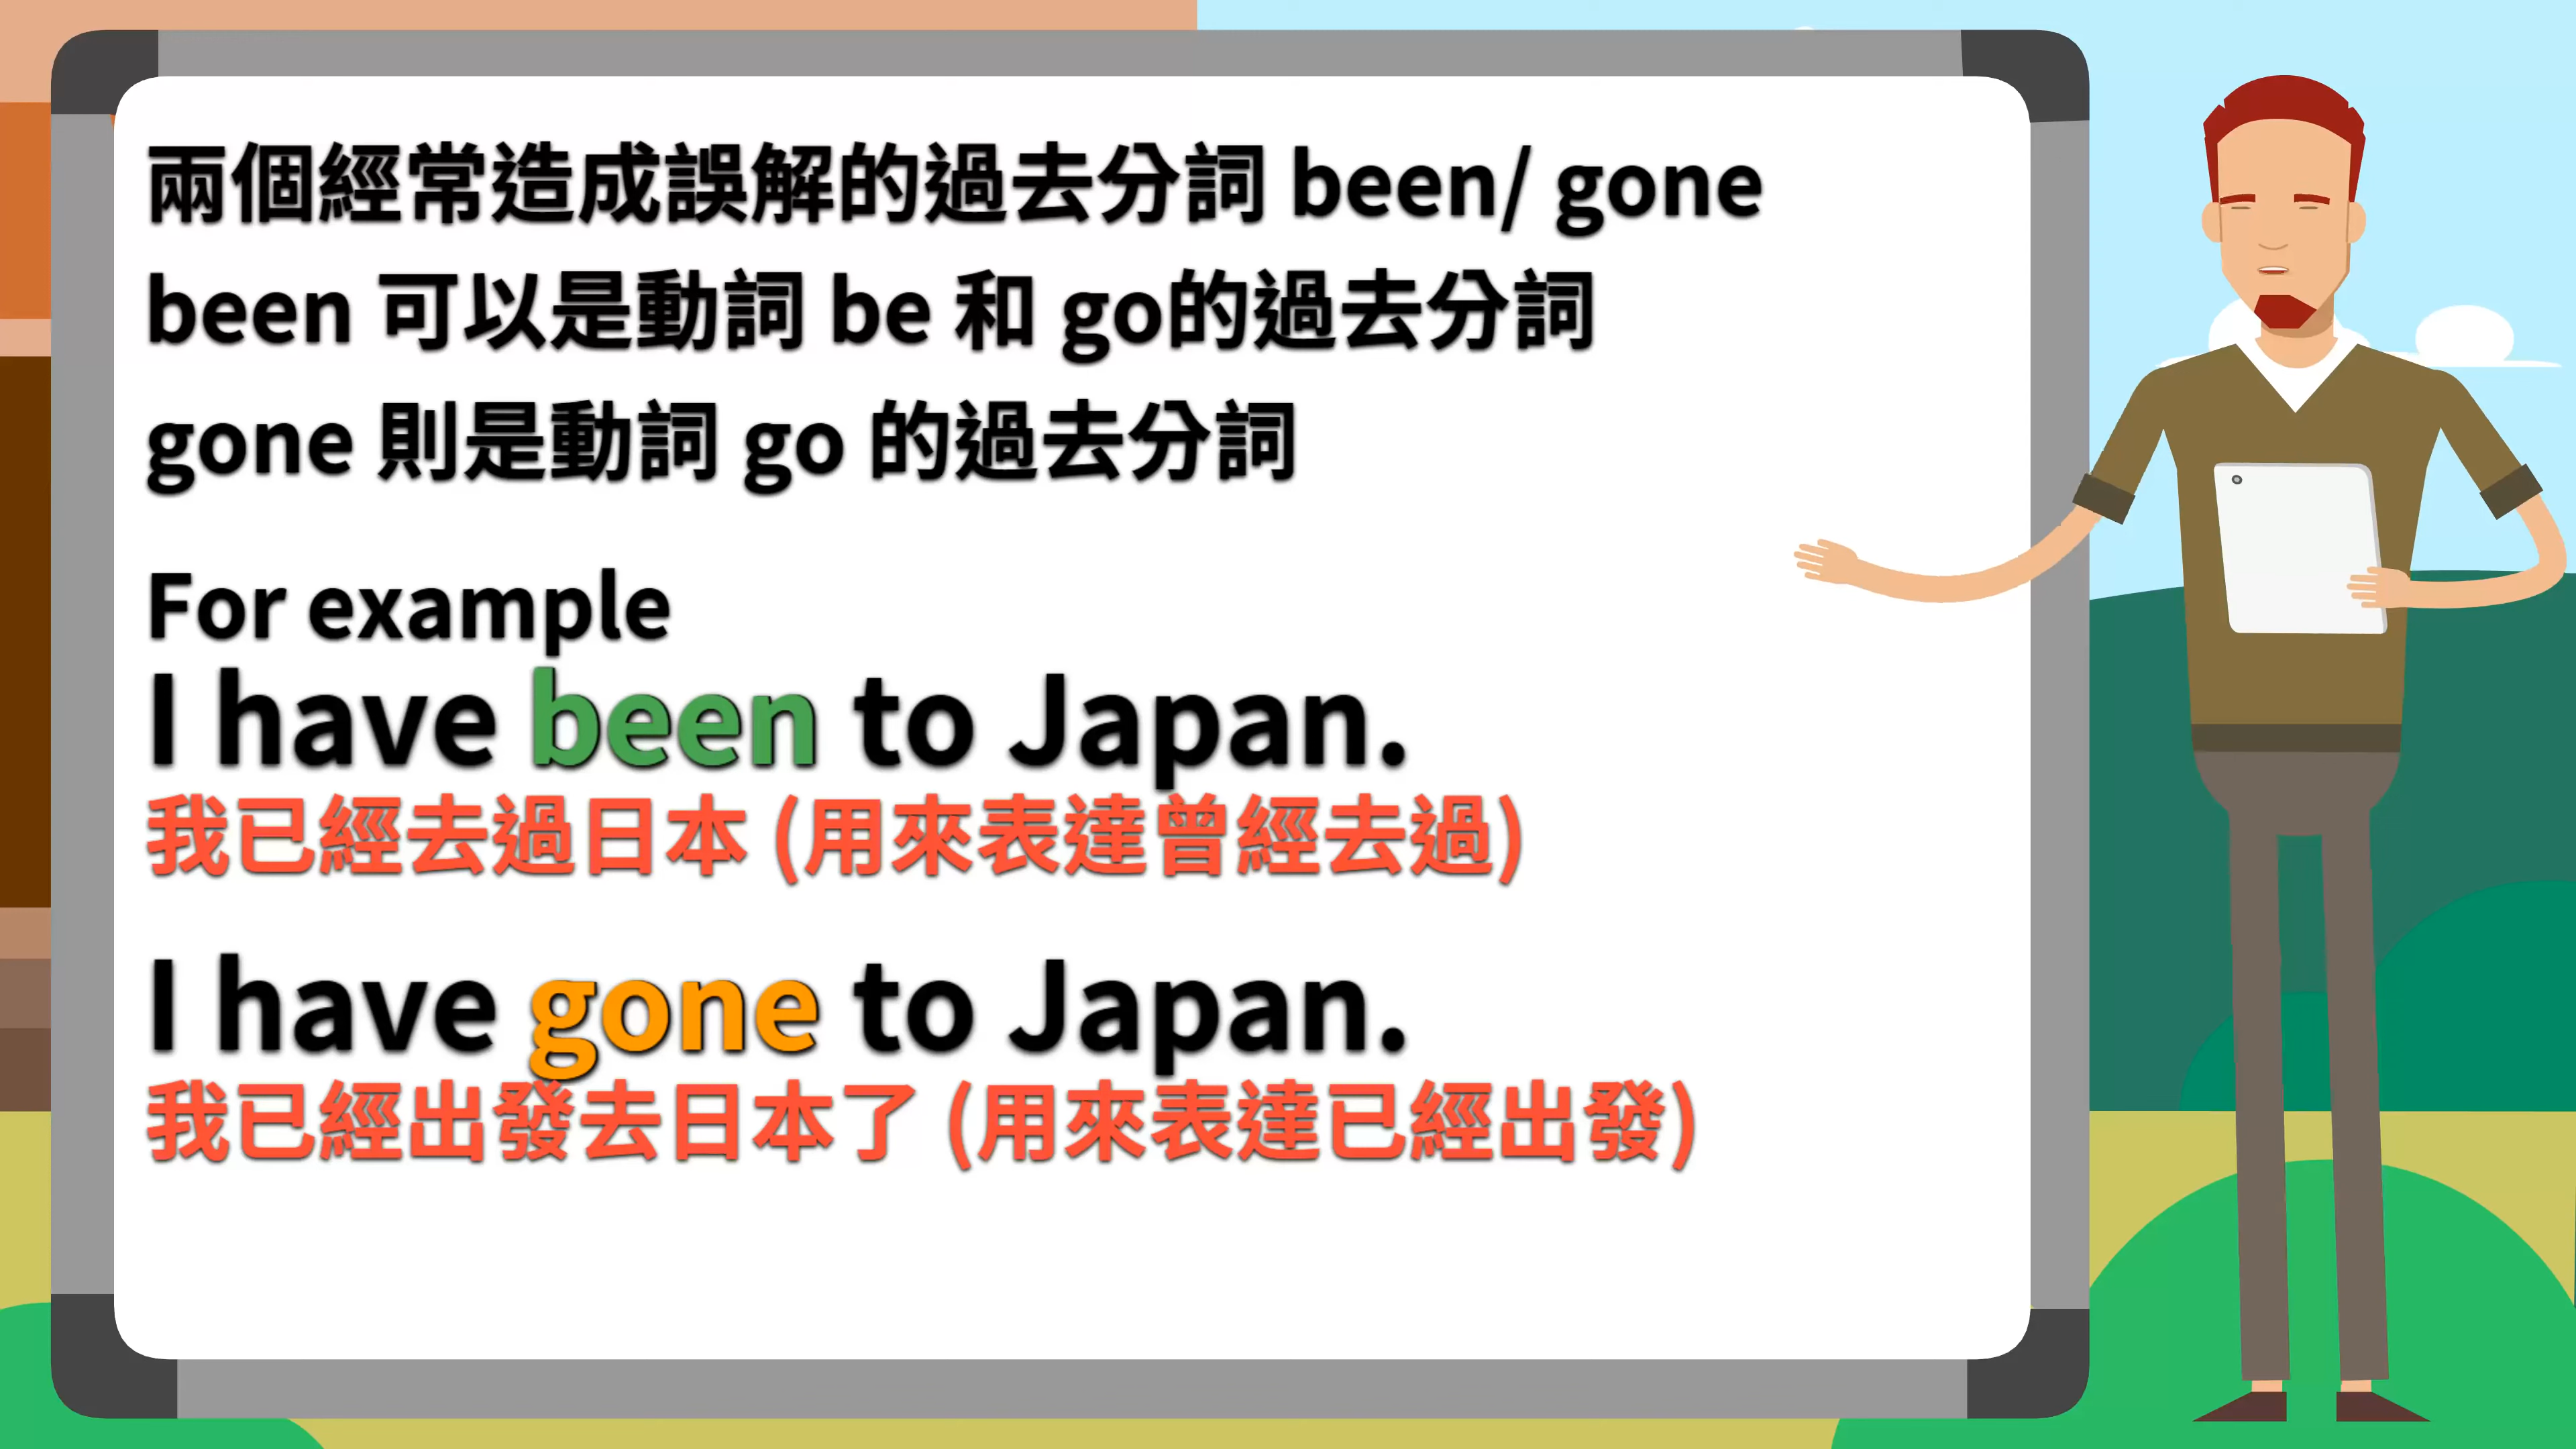 兩個經常造成誤解的過去分詞 been/ gone
been 可以是動詞 be 和 go的過去分詞
gone 則是動詞 go 的過去分詞
For example
I have been to Japan.
我已經去過日本 (用來表達曾經去過)
I have gone to Japan.
我已經出發去日本了 (用來表達已經出發)